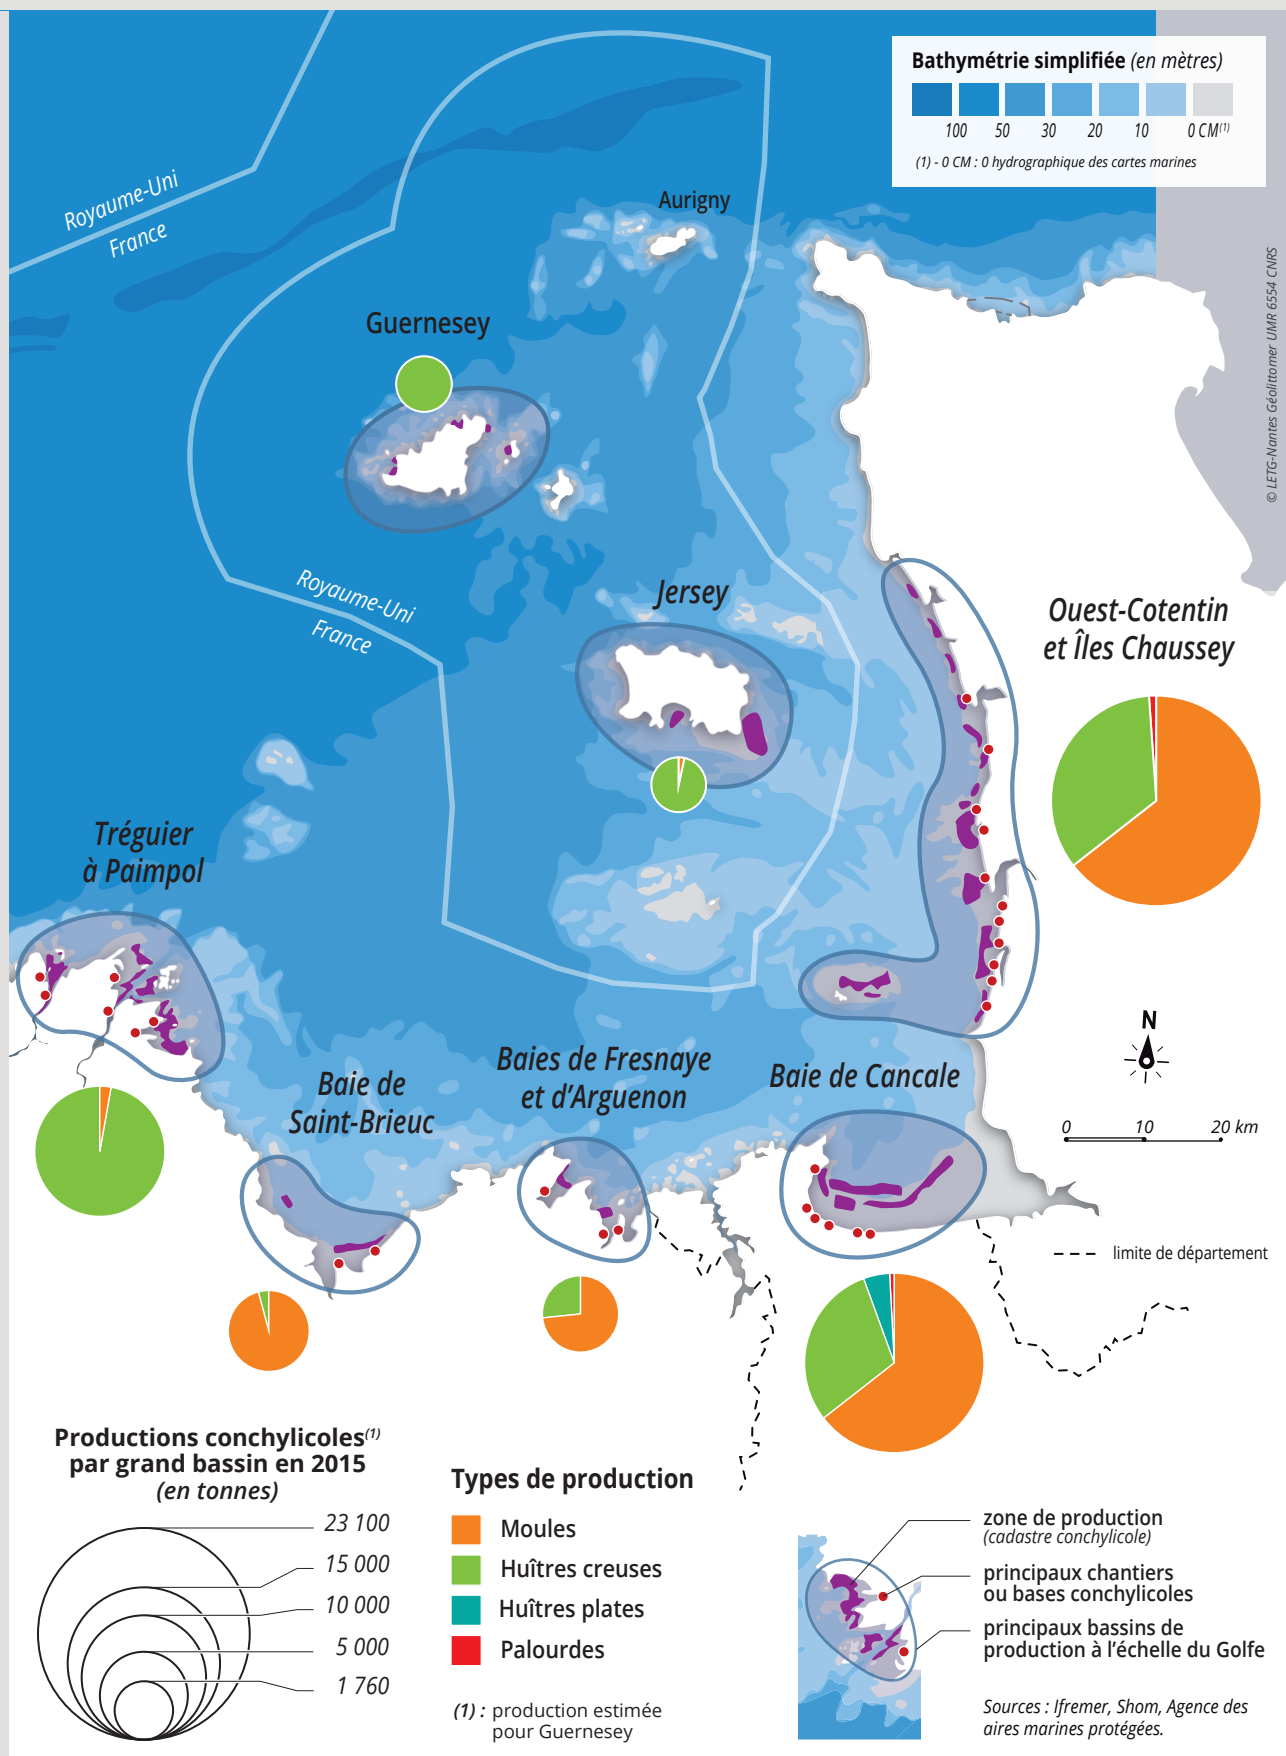 Bathymétrie simplifiée (en mètres)
100 50 30 20 10 0 CM(1)
(1) - 0 CM : 0 hydrographique des cartes marines
© LETG-Nantes Géolittomer UMR 6554 CNRS
Royaume-Uni
France
Aurigny
Guernesey
Royaume-Uni
France
Jersey
Ouest-Cotentin
et Îles Chaussey
Tréguier
à Paimpol
N
Baies de Fresnaye
et d'Arguenon
Baie de Cancale
Baie de
Saint-Brieuc
0 10 20 km
limite de département
Productions conchylicoles(1)
par grand bassin en 2015
(en tonnes)
23 100
15 000
10 000
5 000
1 760
Types de production
Moules
Huîtres creuses
Huîtres plates
Palourdes
(1) : production estimée
pour Guernesey
zone de production
(cadastre conchylicole)
principaux chantiers
ou bases conchylicoles
principaux bassins de
production à l'échelle du Golfe
Sources : Ifremer, Shom, Agence des
aires marines protégées.